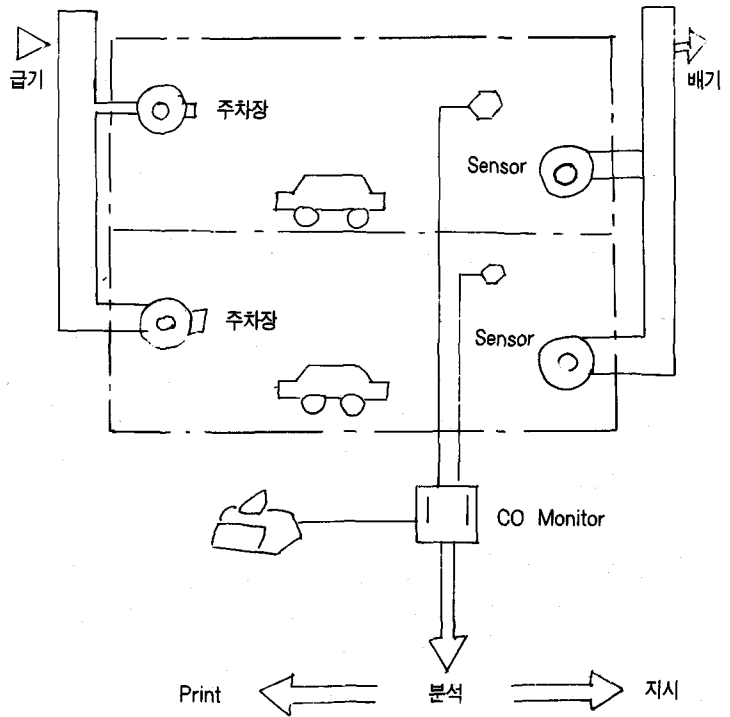 급기
배기
주차장
Sensor
주차장
Sensor
CO Monitor
Print
분석
지시